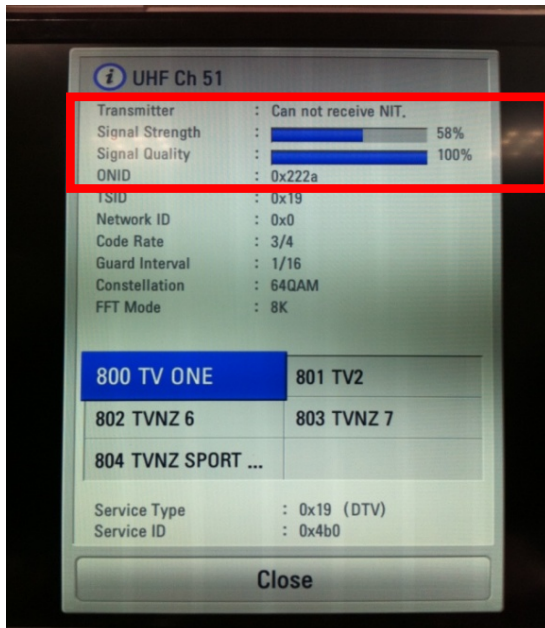 i UHF Ch 51
Transmitter : Can not receive NIT.
Signal Strength : 58%
Signal Quality : 100%
ONID : 0x222a
TSID : 0x19
Network ID : 0x0
Code Rate : 3/4
Guard Interval : 1/16
Constellation : 64QAM
FFT Mode : 8K
800 TV ONE 801 TV2
802 TVNZ 6 803 TVNZ 7
804 TVNZ SPORT ...
Service Type : 0x19 (DTV)
Service ID : 0x4b0
Close